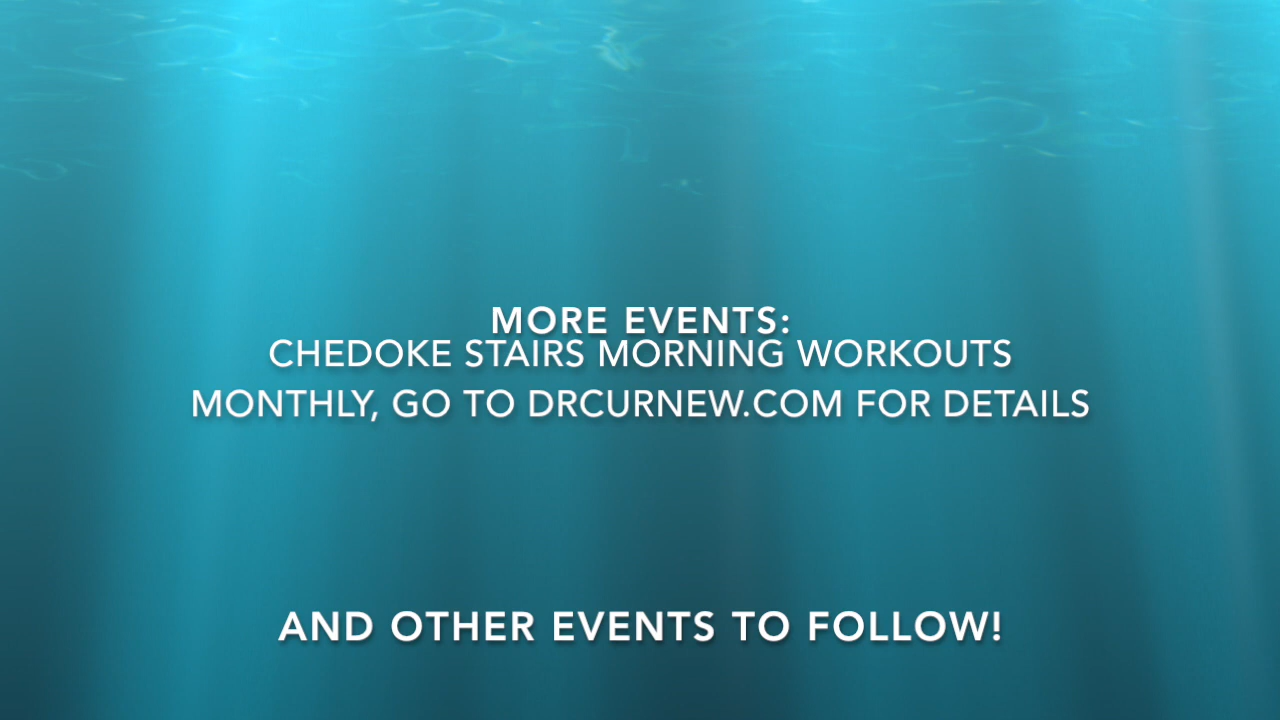 MORE EVENTS:
CHEDOKE STAIRS MORNING WORKOUTS
MONTHLY, GO TO DRCURNEW.COM FOR DETAILS
AND OTHER EVENTS TO FOLLOW!